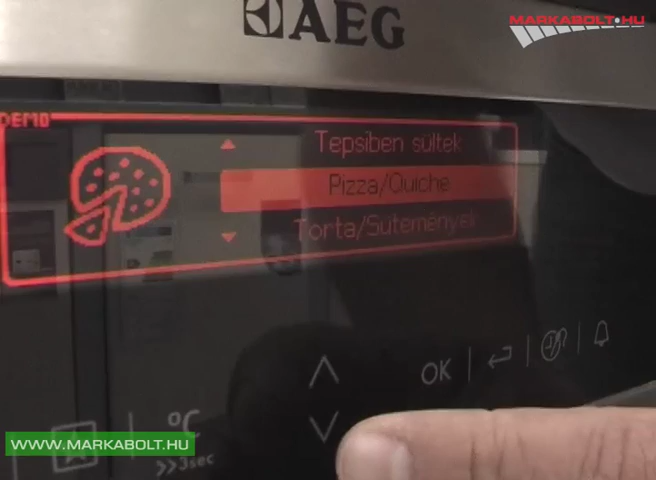 AEG
MARKABOLT.HU
DEMO
Tepsiben sültek
Pizza/Quiche
Torta/Sütemények
OK
°C
>>3sec
WWW.MARKABOLT.HU